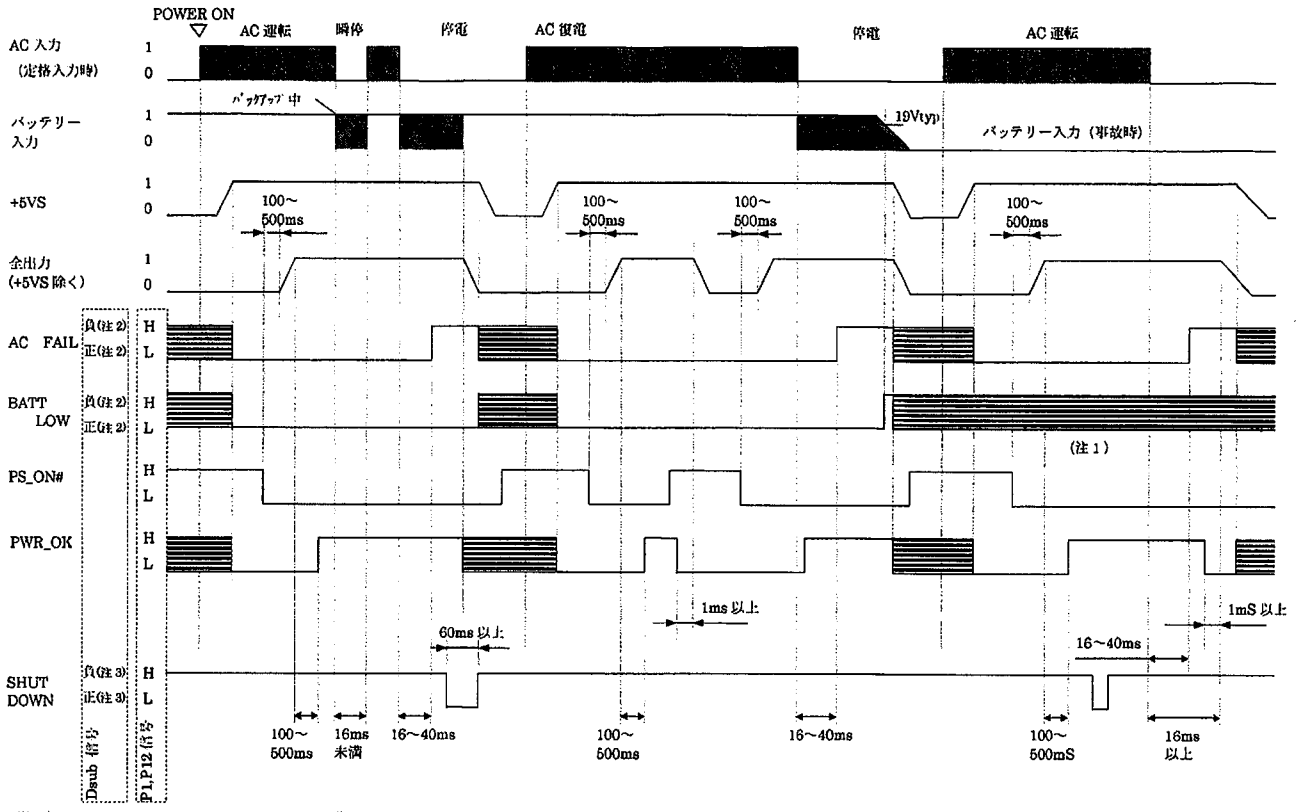 POWER ON
AC 運転 瞬停 停電 AC 復電 停電 AC 運転
AC 入力 1
(定格入力時) 0
バックアップ中
バッテリー 1
入力 0
19Vtyp
バッテリー入力（事故時）
+5VS 1
0
100～ 500ms
100～ 500ms
100～ 500ms
100～ 500ms
全出力 1
(+5VS 除く) 0
AC FAIL 負(注2) H
正(注2) L
BATT 負(注2) H
LOW 正(注2) L
(注1)
PS_ON# H
L
PWR_OK H
L
1ms 以上
1mS 以上
60ms 以上
16～40ms
SHUT 負(注3) H
DOWN 正(注3) L
100～ 500ms
16ms 未満
16～40ms
100～ 500ms
16～40ms
100～ 500mS
16ms 以上
Dsub 信号
P1,P12 信号